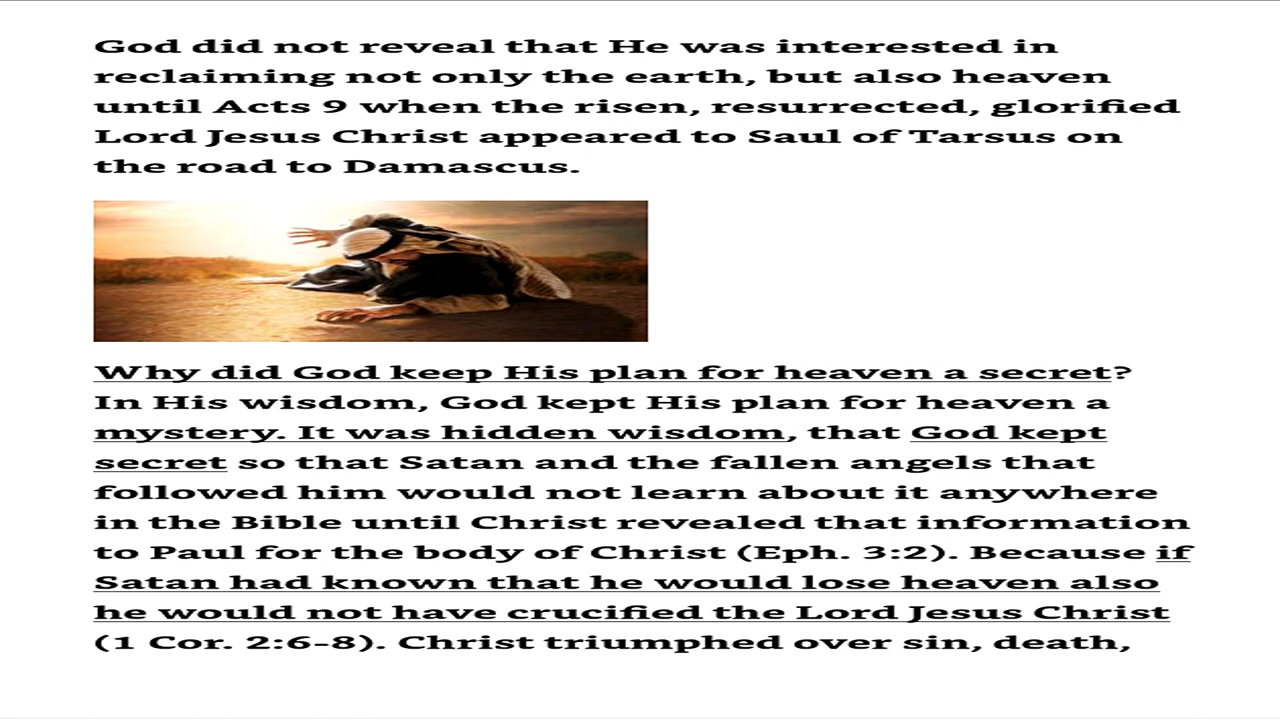 God did not reveal that He was interested in
reclaiming not only the earth, but also heaven
until Acts 9 when the risen, resurrected, glorified
Lord Jesus Christ appeared to Saul of Tarsus on
the road to Damascus.
Why did God keep His plan for heaven a secret?
In His wisdom, God kept His plan for heaven a
mystery. It was hidden wisdom, that God kept
secret so that Satan and the fallen angels that
followed him would not learn about it anywhere
in the Bible until Christ revealed that information
to Paul for the body of Christ (Eph. 3:2). Because if
Satan had known that he would lose heaven also
he would not have crucified the Lord Jesus Christ
(1 Cor. 2:6-8). Christ triumphed over sin, death,